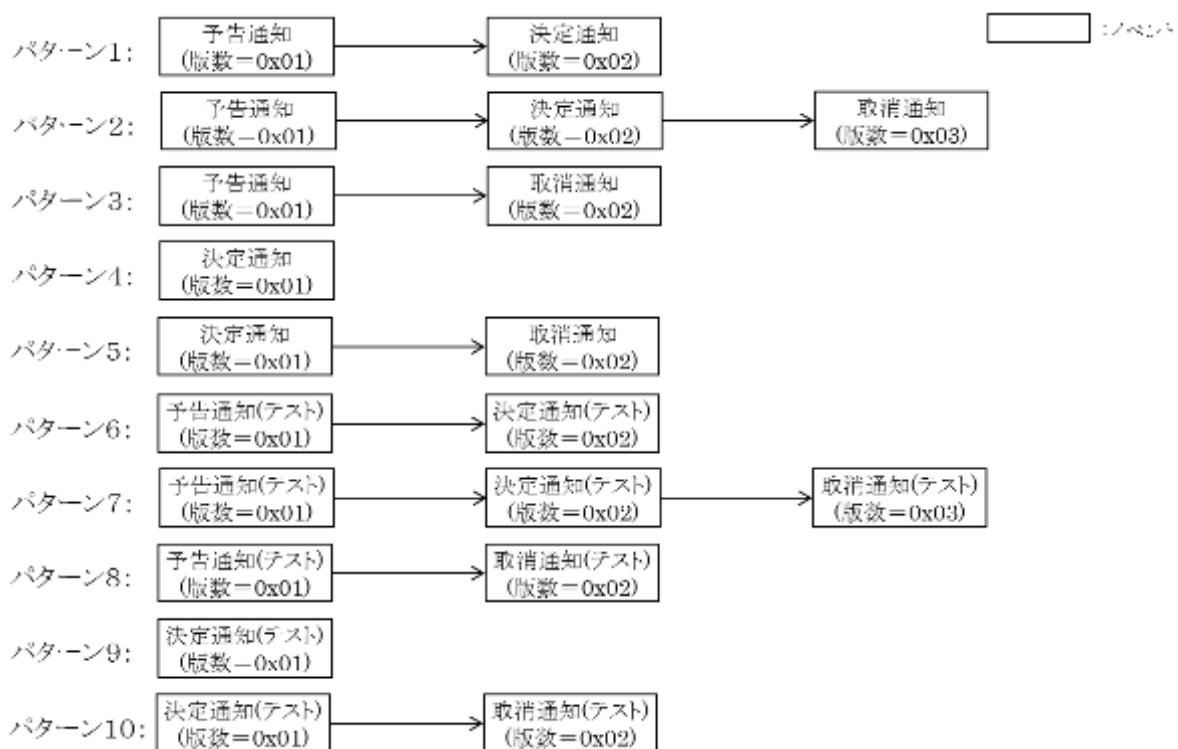 予告通知
決定通知
パターン1:
(版数＝0x01)
(版数＝0x02)
予告通知
決定通知
取消通知
パターン2:
(版数＝0x01)
(版数＝0x02)
(版数＝0x03)
予告通知
取消通知
パターン3:
(版数＝0x01)
(版数＝0x02)
決定通知
パターン4:
(版数＝0x01)
決定通知
取消通知
パターン5:
(版数＝0x01)
(版数＝0x02)
予告通知(テスト)
決定通知(テスト)
パターン6:
(版数＝0x01)
(版数＝0x02)
予告通知(テスト)
決定通知(テスト)
取消通知(テスト)
パターン7:
(版数＝0x01)
(版数＝0x02)
(版数＝0x03)
予告通知(テスト)
取消通知(テスト)
パターン8:
(版数＝0x01)
(版数＝0x02)
決定通知(テスト)
パターン9:
(版数＝0x01)
決定通知(テスト)
取消通知(テスト)
パターン10:
(版数＝0x01)
(版数＝0x02)